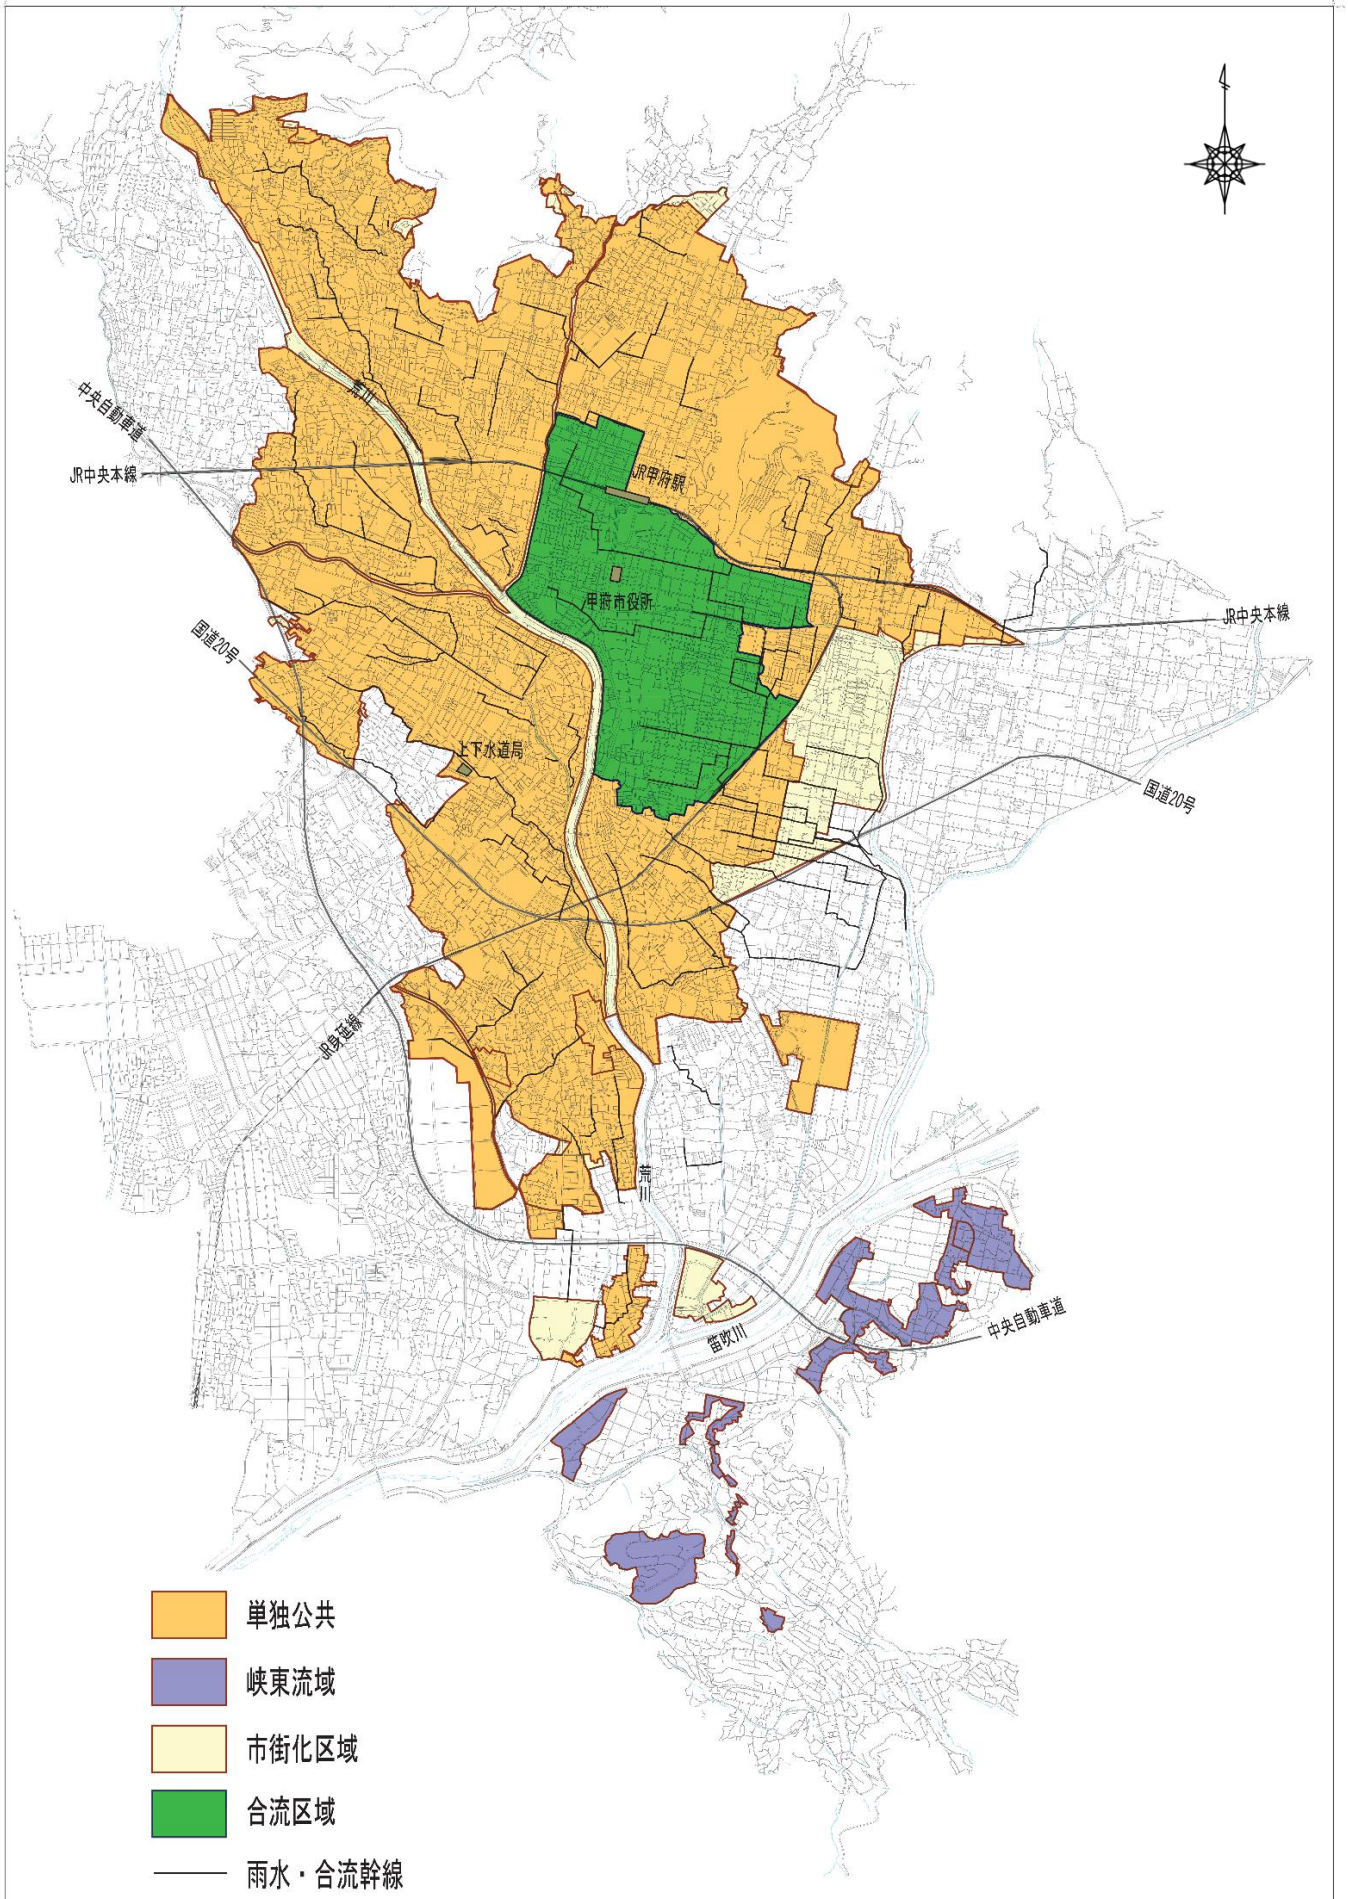 荒川
中央自動車道
JR中央本線
JR甲府駅
甲府市役所
JR中央本線
国道20号
上下水道局
国道20号
JR身延線
荒川
中央自動車道
笛吹川
単独公共
峡東流域
市街化区域
合流区域
雨水・合流幹線